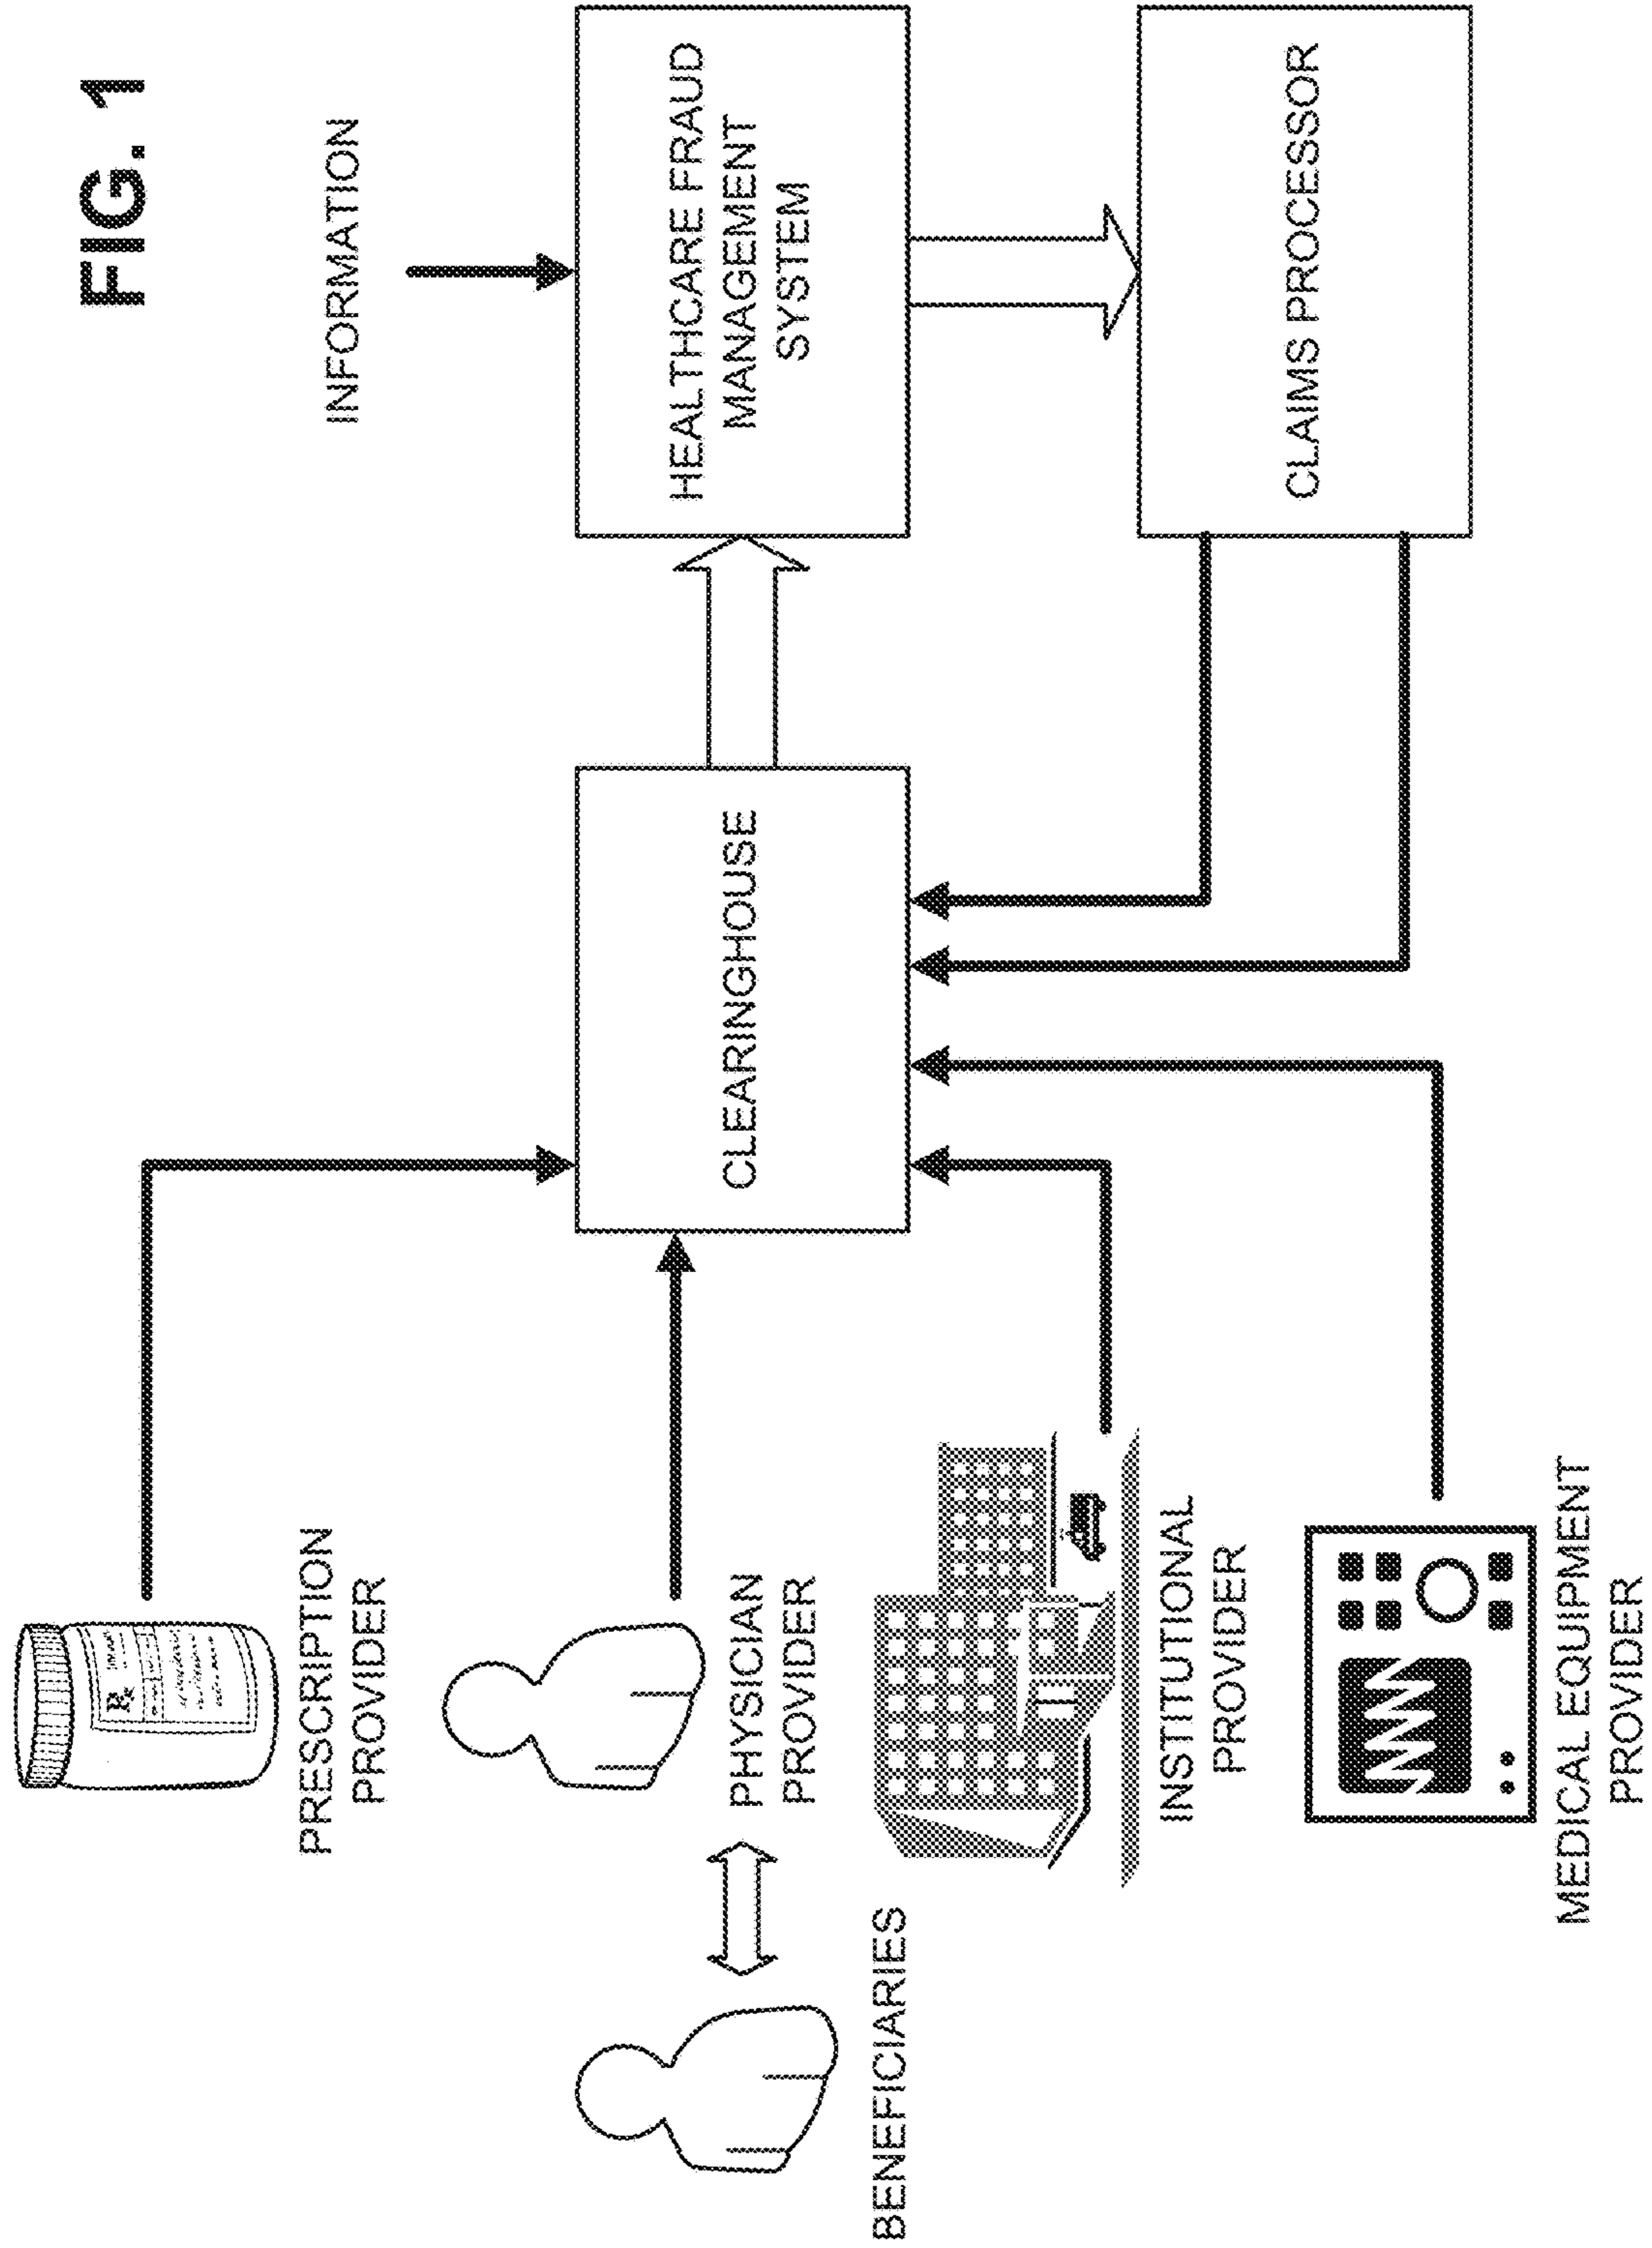 FIG. 1
INFORMATION
PRESCRIPTION
PROVIDER
HEALTHCARE FRAUD
MANAGEMENT
SYSTEM
CLEARINGHOUSE
PHYSICIAN
PROVIDER
BENEFICIARIES
INSTITUTIONAL
PROVIDER
CLAIMS PROCESSOR
MEDICAL EQUIPMENT
PROVIDER
Rx